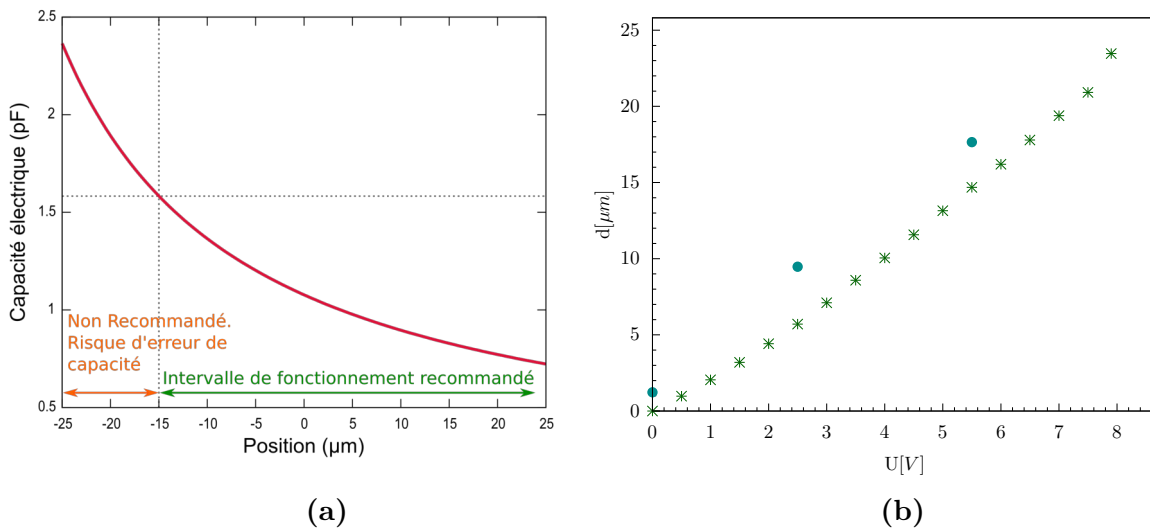 2.5
2
1.5
1
0.5
Capacité électrique (pF)
Non Recommandé.
Risque d'erreur de
capacité
Intervalle de fonctionnement recommandé
-25 -20 -15 -10 -5 0 5 10 15 20 25
Position (µm)
(a)
25
20
15
10
5
0
d[µm]
0 1 2 3 4 5 6 7 8
U[V]
(b)